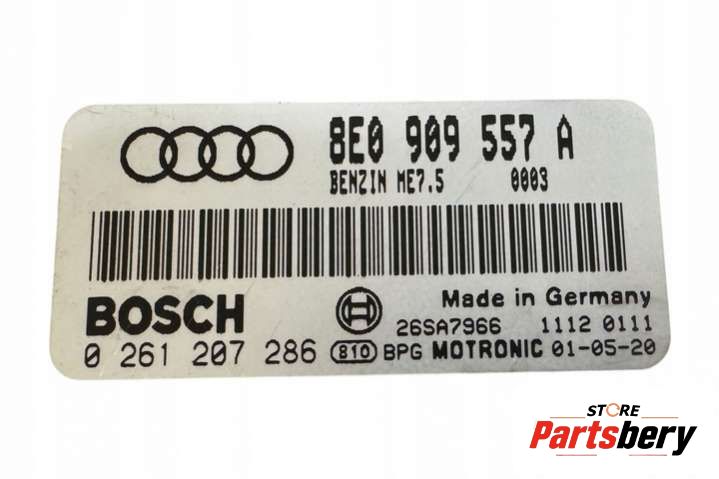 8E0 909 557 A
BENZIN ME7.5 0003
BOSCH Made in Germany
26SA7966 1112 0111
0 261 207 286 810 BPG MOTRONIC 01-05-20
STORE
Partsbery